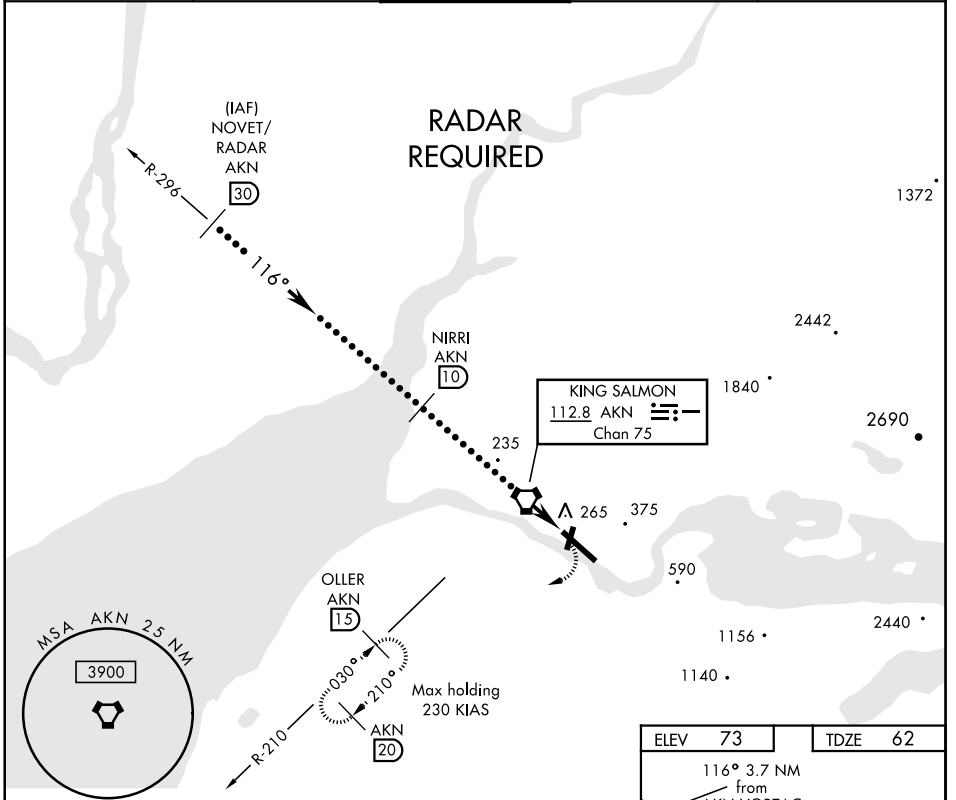 (IAF)
NOVET/
RADAR
AKN
30
R-296
116°
RADAR
REQUIRED
1372
NIRRI
AKN
10
2442
1840
2690
KING SALMON
112.8 AKN
Chan 75
235
265
375
590
OLLER
AKN
15
030°
210°
Max holding
230 KIAS
AKN
20
R-210
1156
1140
2440
MSA AKN 25 NM
3900
ELEV 73
TDZE 62
116° 3.7 NM
from
AKN VORTAC